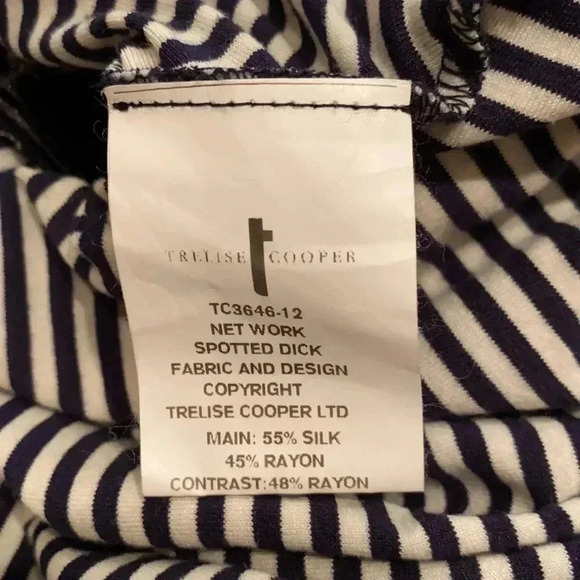 TRELISE t COOPER
TC3646-12
NET WORK
SPOTTED DICK
FABRIC AND DESIGN
COPYRIGHT
TRELISE COOPER LTD
MAIN: 55% SILK
45% RAYON
CONTRAST:48% RAYON